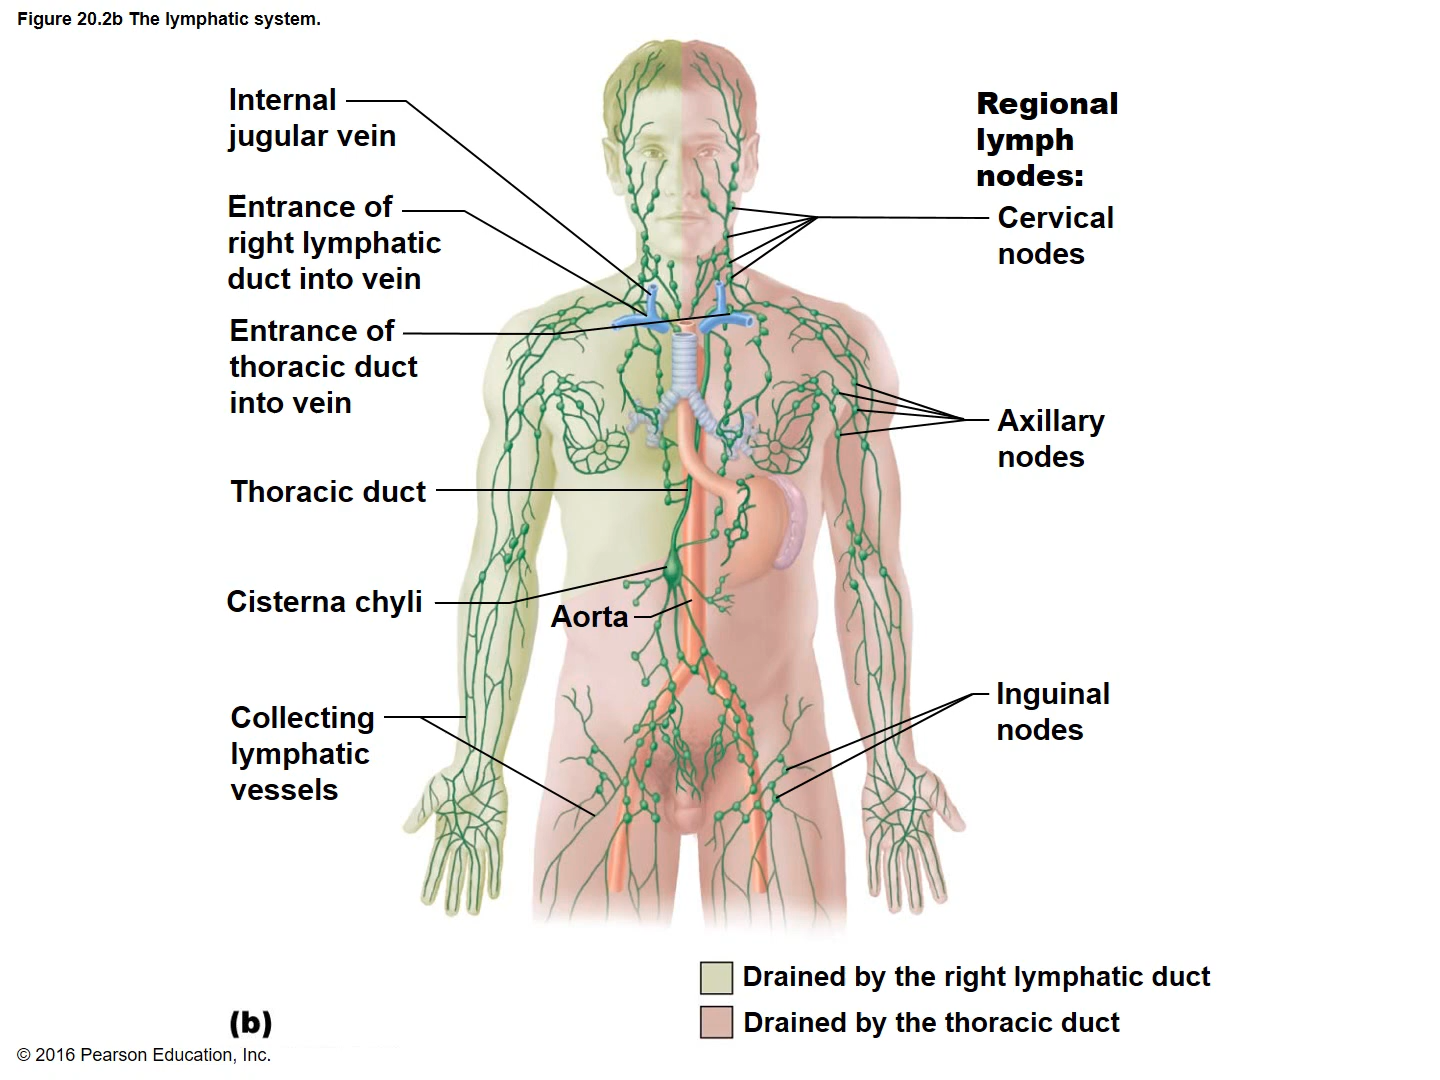 Figure 20.2b The lymphatic system.
Internal
jugular vein
Entrance of
right lymphatic
duct into vein
Entrance of
thoracic duct
into vein
Thoracic duct
Cisterna chyli
Aorta
Collecting
lymphatic
vessels
Regional
lymph
nodes:
Cervical
nodes
Axillary
nodes
Inguinal
nodes
Drained by the right lymphatic duct
Drained by the thoracic duct
(b)
© 2016 Pearson Education, Inc.